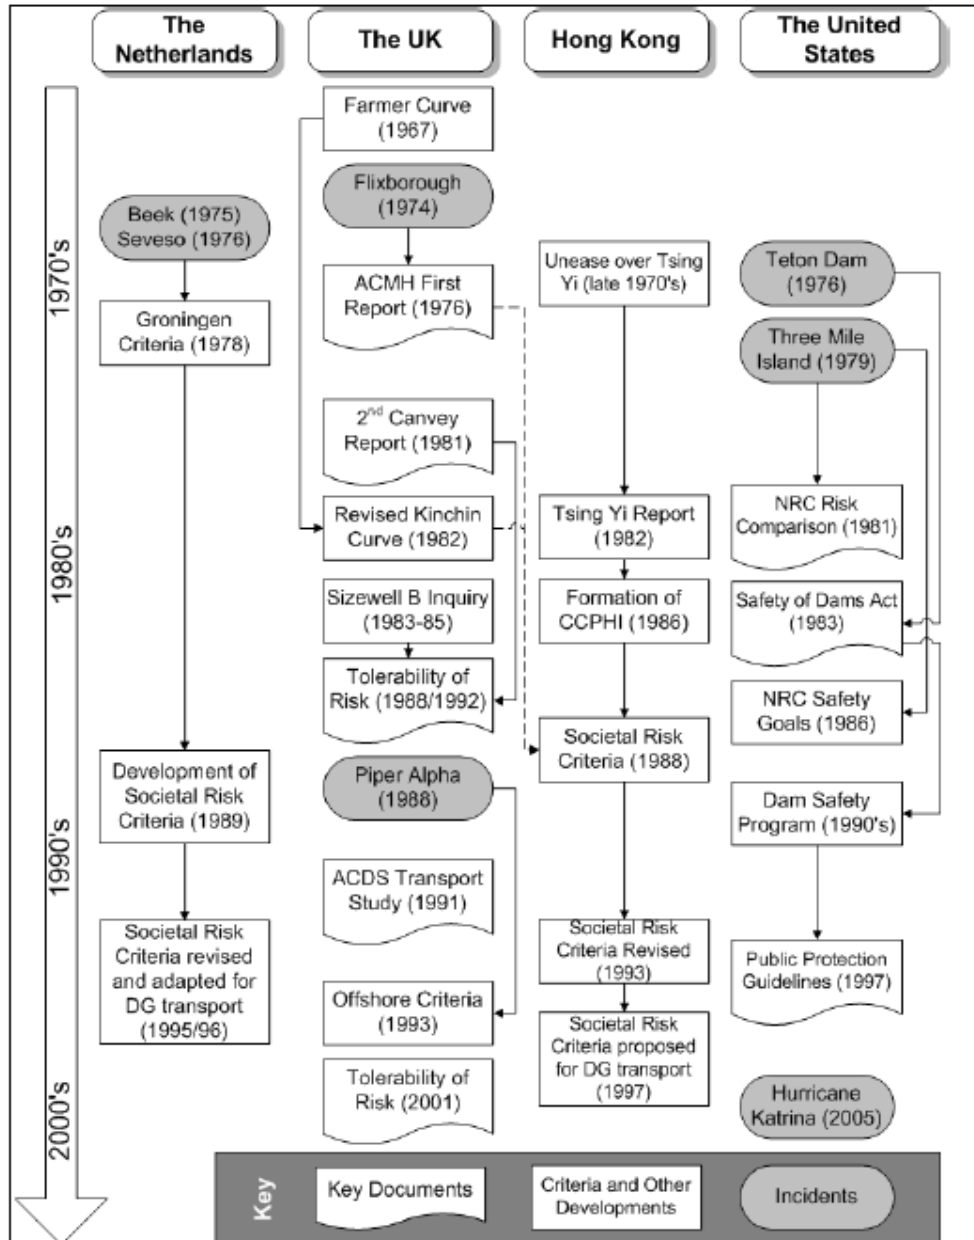 The
Netherlands
The UK
Hong Kong
The United
States
1970's
1980's
1990's
2000's
Beek (1975)
Seveso (1976)
Groningen
Criteria (1978)
Development of
Societal Risk
Criteria (1989)
Societal Risk
Criteria revised
and adapted for
DG transport
(1995/96)
Farmer Curve
(1967)
Flixborough
(1974)
ACMH First
Report (1976)
2nd Canvey
Report (1981)
Revised Kinchin
Curve (1982)
Sizewell B Inquiry
(1983-85)
Tolerability of
Risk (1988/1992)
Piper Alpha
(1988)
ACDS Transport
Study (1991)
Offshore Criteria
(1993)
Tolerability of
Risk (2001)
Unease over Tsing
Yi (late 1970's)
Tsing Yi Report
(1982)
Formation of
CCPHI (1986)
Societal Risk
Criteria (1988)
Societal Risk
Criteria Revised
(1993)
Societal Risk
Criteria proposed
for DG transport
(1997)
Teton Dam
(1976)
Three Mile
Island (1979)
NRC Risk
Comparison (1981)
Safety of Dams Act
(1983)
NRC Safety
Goals (1986)
Dam Safety
Program (1990's)
Public Protection
Guidelines (1997)
Hurricane
Katrina (2005)
Key
Key Documents
Criteria and Other
Developments
Incidents